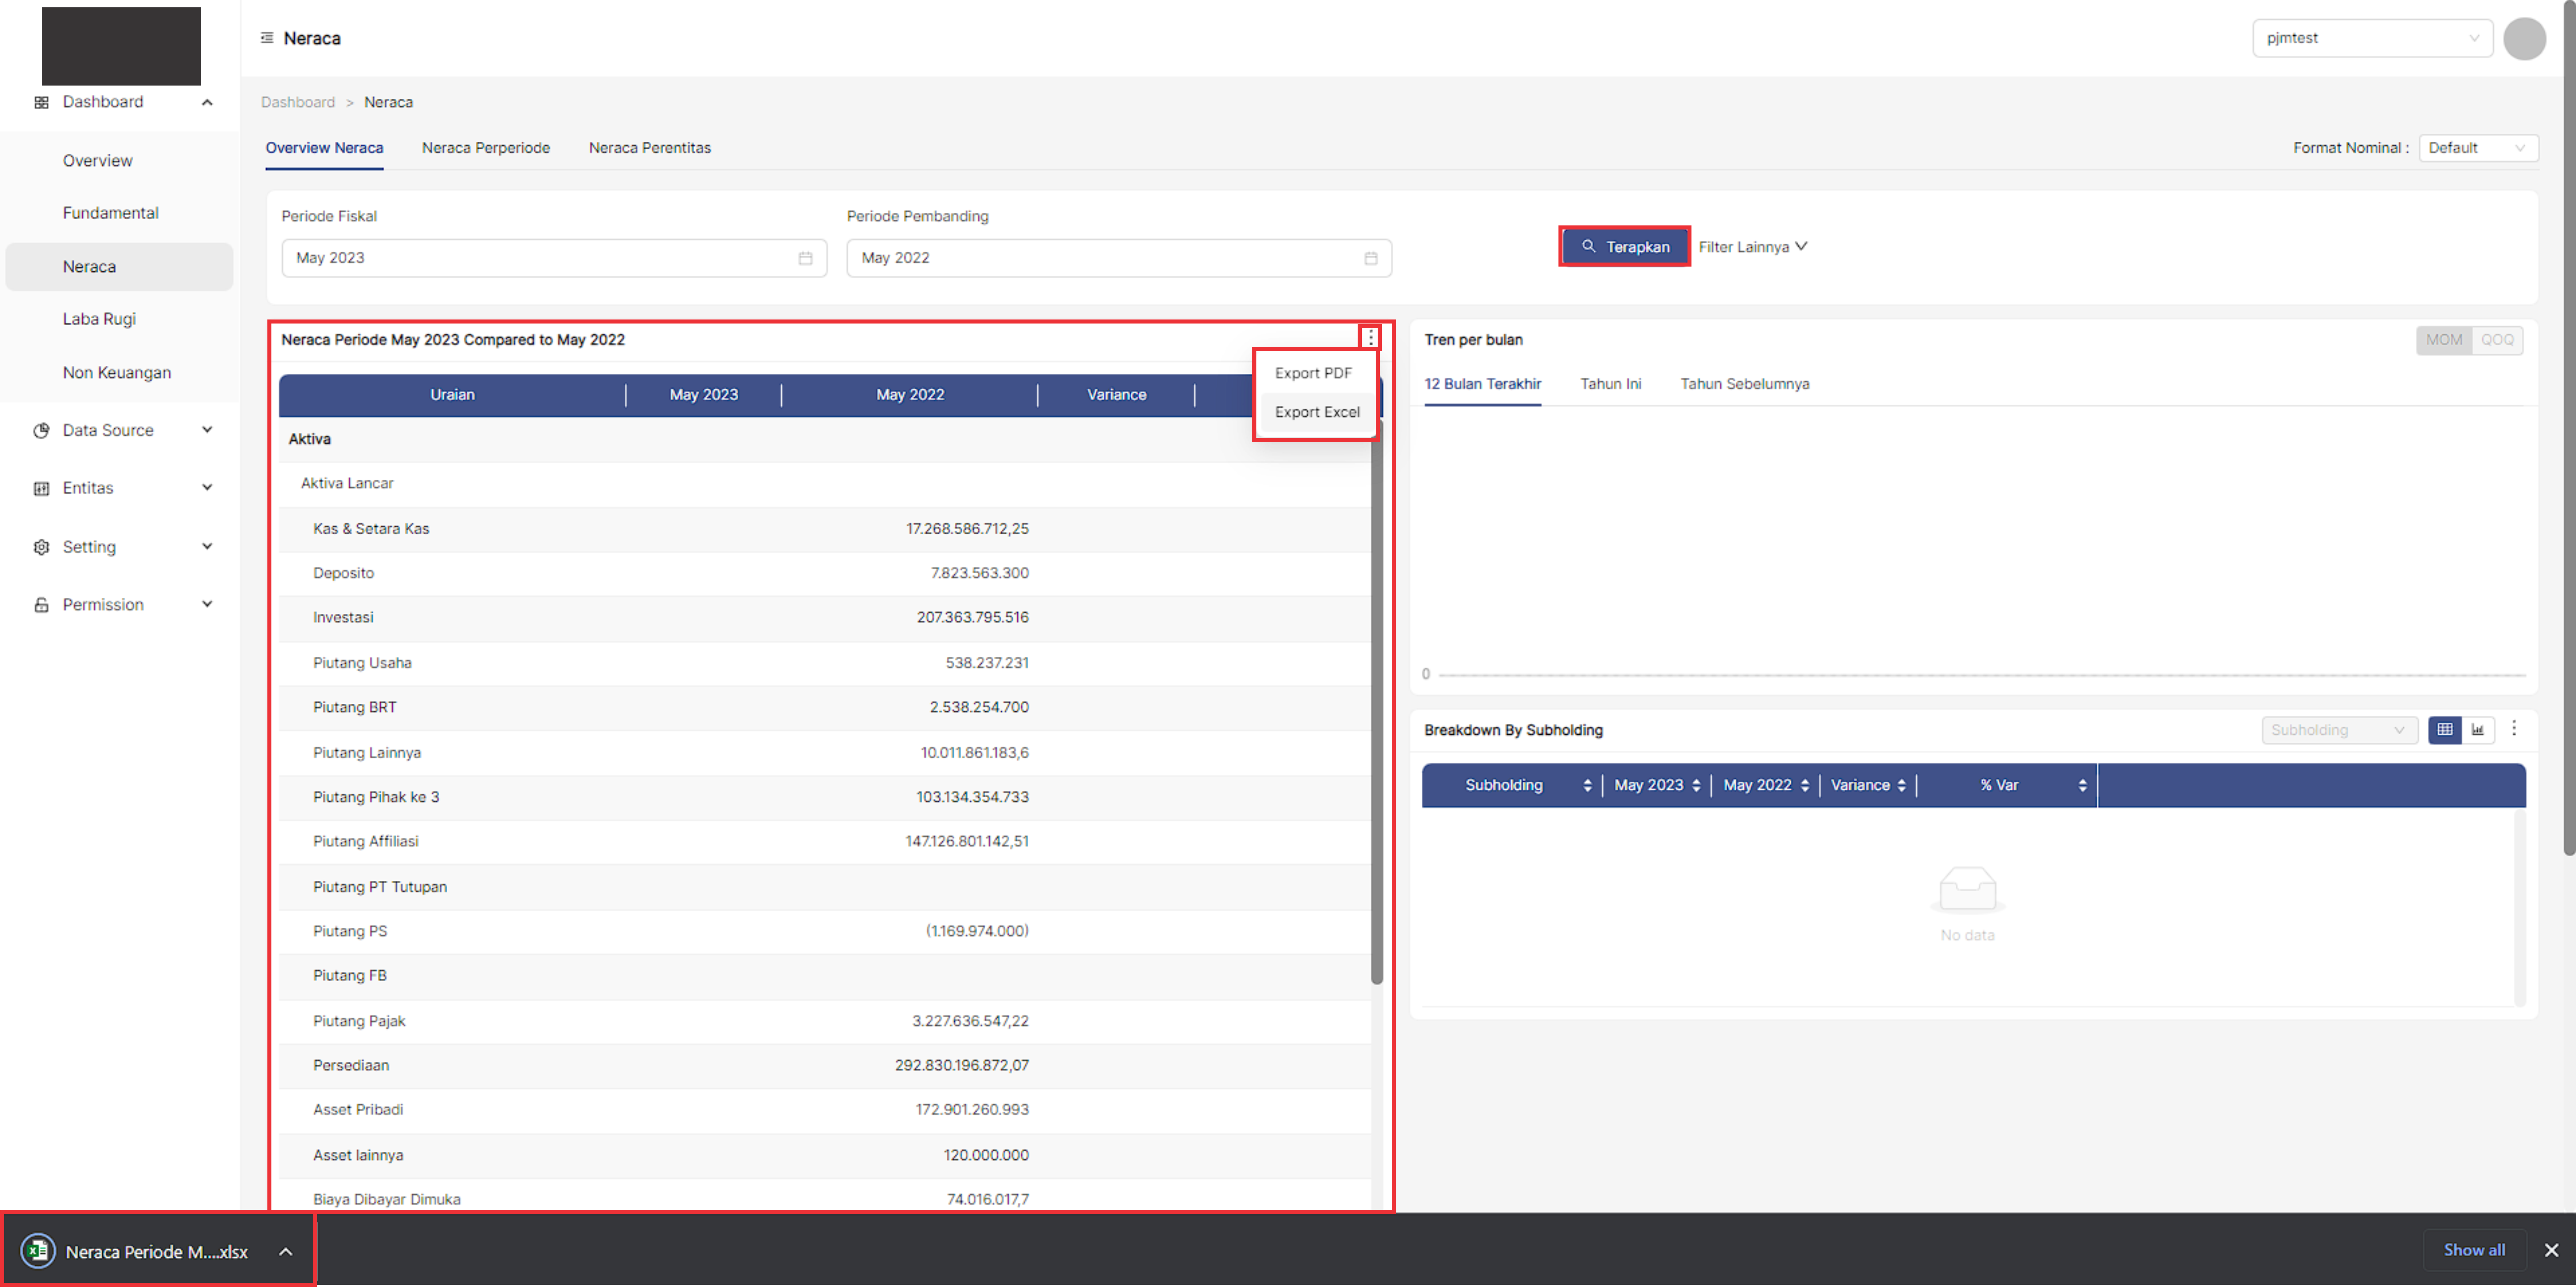 Neraca
pjmtest
Dashboard
Dashboard > Neraca
Overview
Fundamental
Neraca
Laba Rugi
Non Keuangan
Data Source
Entitas
Setting
Permission
Overview Neraca Neraca Perperiode Neraca Perentitas
Format Nominal : Default
Periode Fiskal Periode Pembanding
May 2023 May 2022
Terapkan Filter Lainnya
Neraca Periode May 2023 Compared to May 2022
Export PDF
Export Excel
Uraian May 2023 May 2022 Variance
Aktiva
Aktiva Lancar
Kas & Setara Kas 17.268.586.712,25
Deposito 7.823.563.300
Investasi 207.363.795.516
Piutang Usaha 538.237.231
Piutang BRT 2.538.254.700
Piutang Lainnya 10.011.861.183,6
Piutang Pihak ke 3 103.134.354.733
Piutang Affiliasi 147.126.801.142,51
Piutang PT Tutupan
Piutang PS (1.169.974.000)
Piutang FB
Piutang Pajak 3.227.636.547,22
Persediaan 292.830.196.872,07
Asset Pribadi 172.901.260.993
Asset lainnya 120.000.000
Biaya Dibayar Dimuka 74.016.017,7
Tren per bulan
MOM QOQ
12 Bulan Terakhir Tahun Ini Tahun Sebelumnya
0
Breakdown By Subholding
Subholding
Subholding May 2023 May 2022 Variance % Var
No data
Neraca Periode M....xlsx
Show all